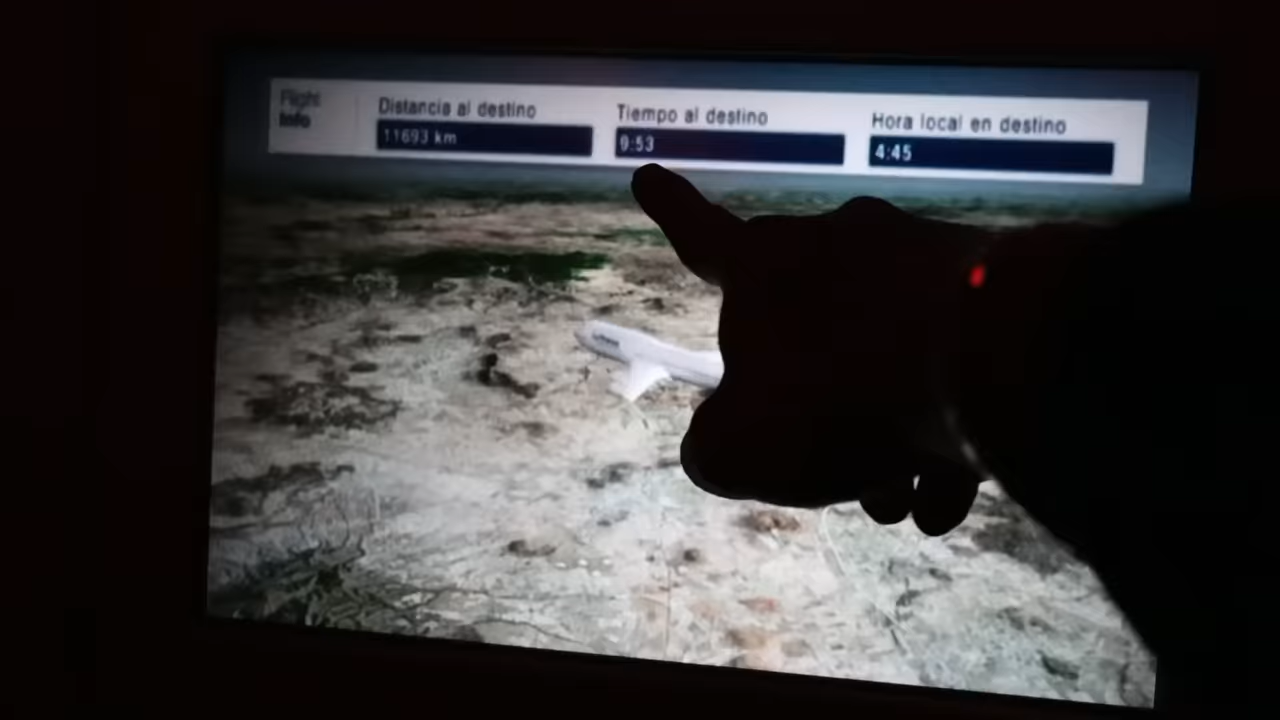 Flight
Info
Distancia al destino
11693 km
Tiempo al destino
9:53
Hora local en destino
4:45